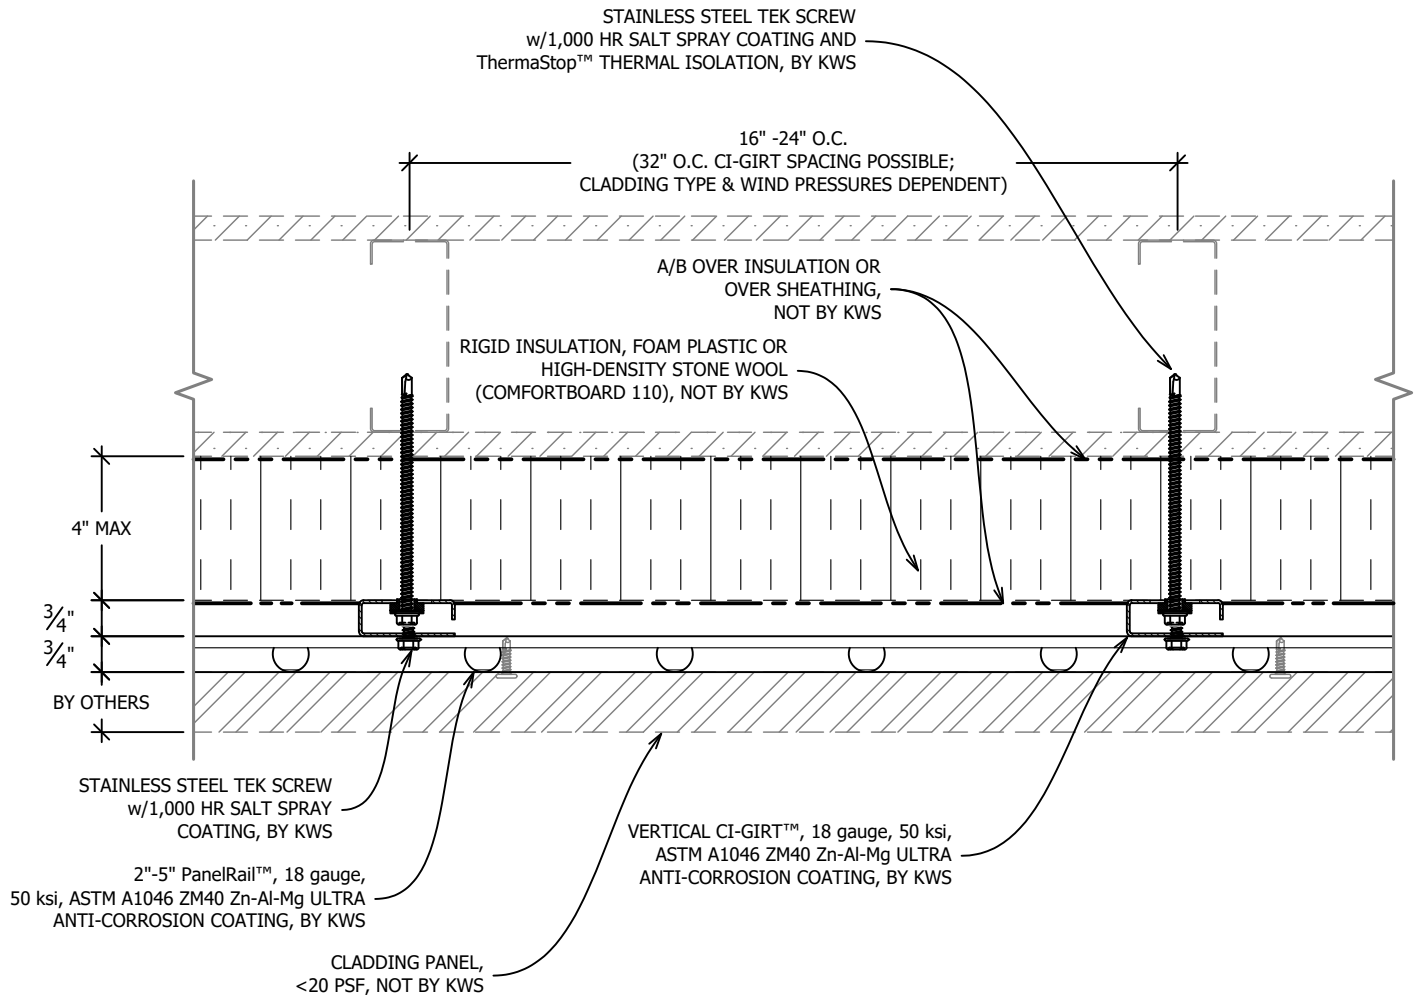 STAINLESS STEEL TEK SCREW
w/1,000 HR SALT SPRAY COATING AND
ThermaStop™ THERMAL ISOLATION, BY KWS
16" -24" O.C.
(32" O.C. CI-GIRT SPACING POSSIBLE;
CLADDING TYPE & WIND PRESSURES DEPENDENT)
A/B OVER INSULATION OR
OVER SHEATHING,
NOT BY KWS
RIGID INSULATION, FOAM PLASTIC OR
HIGH-DENSITY STONE WOOL
(COMFORTBOARD 110), NOT BY KWS
4" MAX
3/4"
3/4"
BY OTHERS
STAINLESS STEEL TEK SCREW
w/1,000 HR SALT SPRAY
COATING, BY KWS
2"-5" PanelRail™, 18 gauge,
50 ksi, ASTM A1046 ZM40 Zn-Al-Mg ULTRA
ANTI-CORROSION COATING, BY KWS
VERTICAL CI-GIRT™, 18 gauge, 50 ksi,
ASTM A1046 ZM40 Zn-Al-Mg ULTRA
ANTI-CORROSION COATING, BY KWS
CLADDING PANEL,
<20 PSF, NOT BY KWS